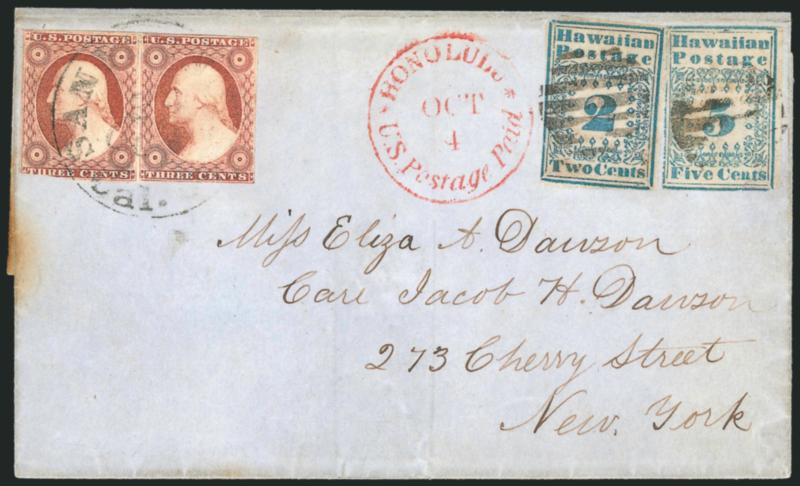 U.S. POSTAGE
THREE CENTS
U.S. POSTAGE
THREE CENTS
SAN
Cal.
HONOLULU
OCT
4
U.S. Postage Paid
Hawaiian
Postage
2
Two Cents
Hawaiian
Postage
5
Five Cents
Miss Eliza A. Dawson
Care Jacob H. Dawson
273 Cherry Street
New. York